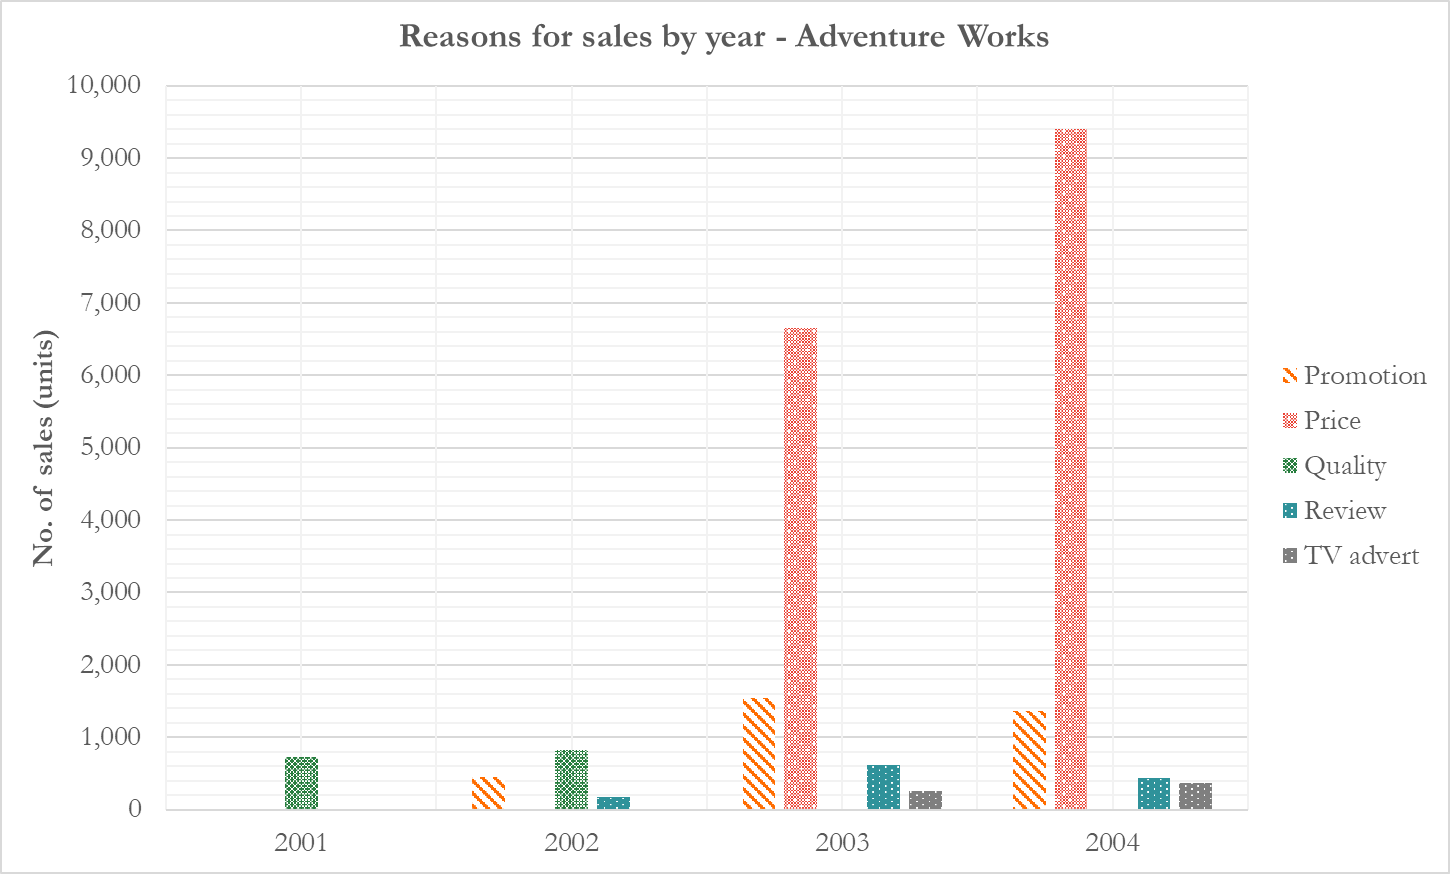 Reasons for sales by year - Adventure Works
10,000
9,000
8,000
7,000
6,000
5,000
4,000
3,000
2,000
1,000
0
No. of sales (units)
2001
2002
2003
2004
Promotion
Price
Quality
Review
TV advert